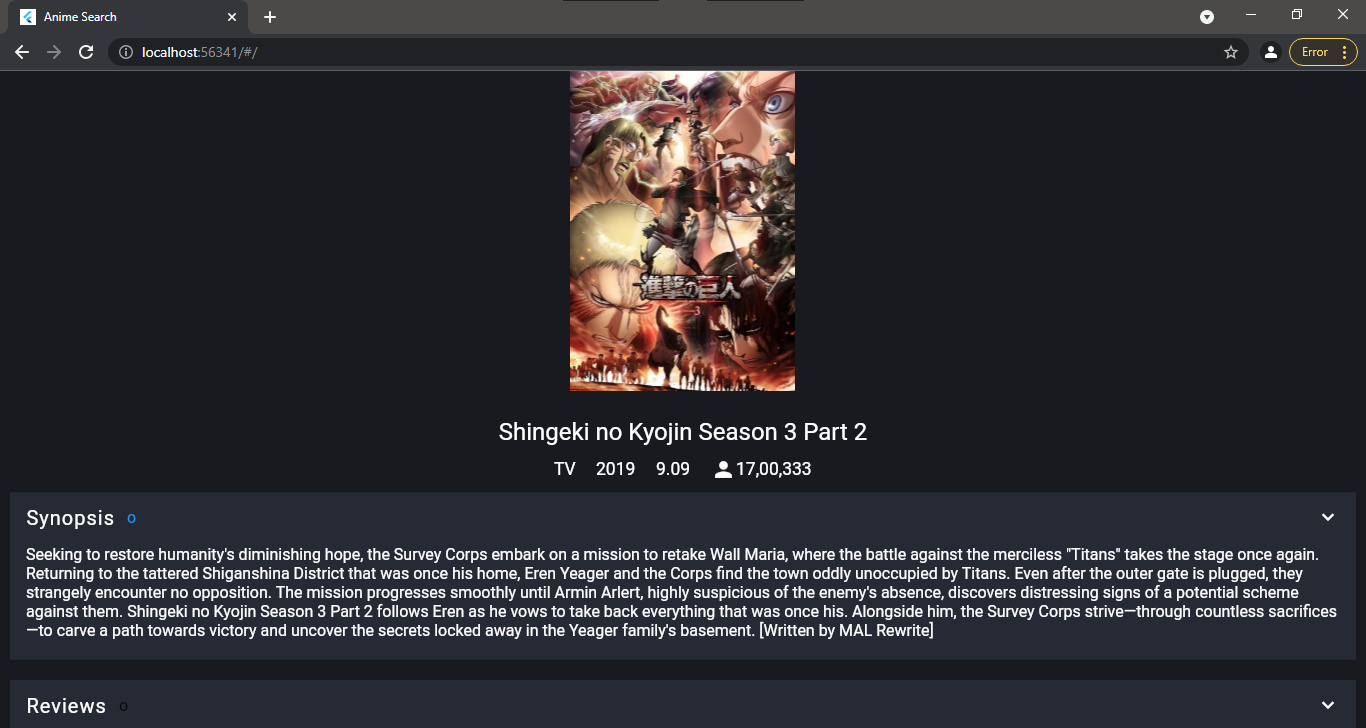 Anime Search
localhost:56341/#/
Error
進撃の巨人
3
Shingeki no Kyojin Season 3 Part 2
TV 2019 9.09 17,00,333
Synopsis
Seeking to restore humanity's diminishing hope, the Survey Corps embark on a mission to retake Wall Maria, where the battle against the merciless "Titans" takes the stage once again.
Returning to the tattered Shiganshina District that was once his home, Eren Yeager and the Corps find the town oddly unoccupied by Titans. Even after the outer gate is plugged, they
strangely encounter no opposition. The mission progresses smoothly until Armin Arlert, highly suspicious of the enemy's absence, discovers distressing signs of a potential scheme
against them. Shingeki no Kyojin Season 3 Part 2 follows Eren as he vows to take back everything that was once his. Alongside him, the Survey Corps strive—through countless sacrifices
—to carve a path towards victory and uncover the secrets locked away in the Yeager family's basement. [Written by MAL Rewrite]
Reviews